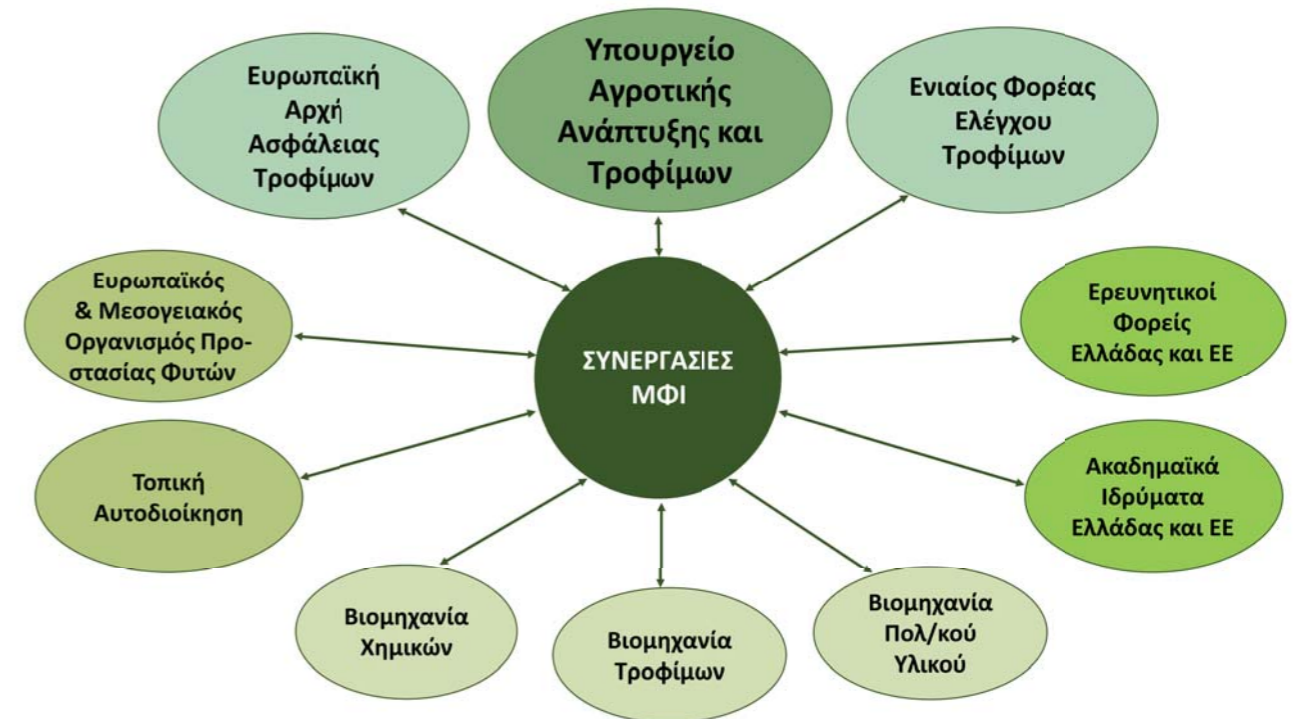 Ευρωπαϊκή
Αρχή
Ασφάλειας
Τροφίμων
Υπουργείο
Αγροτικής
Ανάπτυξης και
Τροφίμων
Ενιαίος Φορέας
Ελέγχου
Τροφίμων
Ευρωπαϊκός
& Μεσογειακός
Οργανισμός Προ-
στασίας Φυτών
ΣΥΝΕΡΓΑΣΙΕΣ
ΜΦΙ
Ερευνητικοί
Φορείς
Ελλάδας και ΕΕ
Τοπική
Αυτοδιοίκηση
Ακαδημαϊκά
Ιδρύματα
Ελλάδας και ΕΕ
Βιομηχανία
Χημικών
Βιομηχανία
Τροφίμων
Βιομηχανία
Πολ/κού
Υλικού